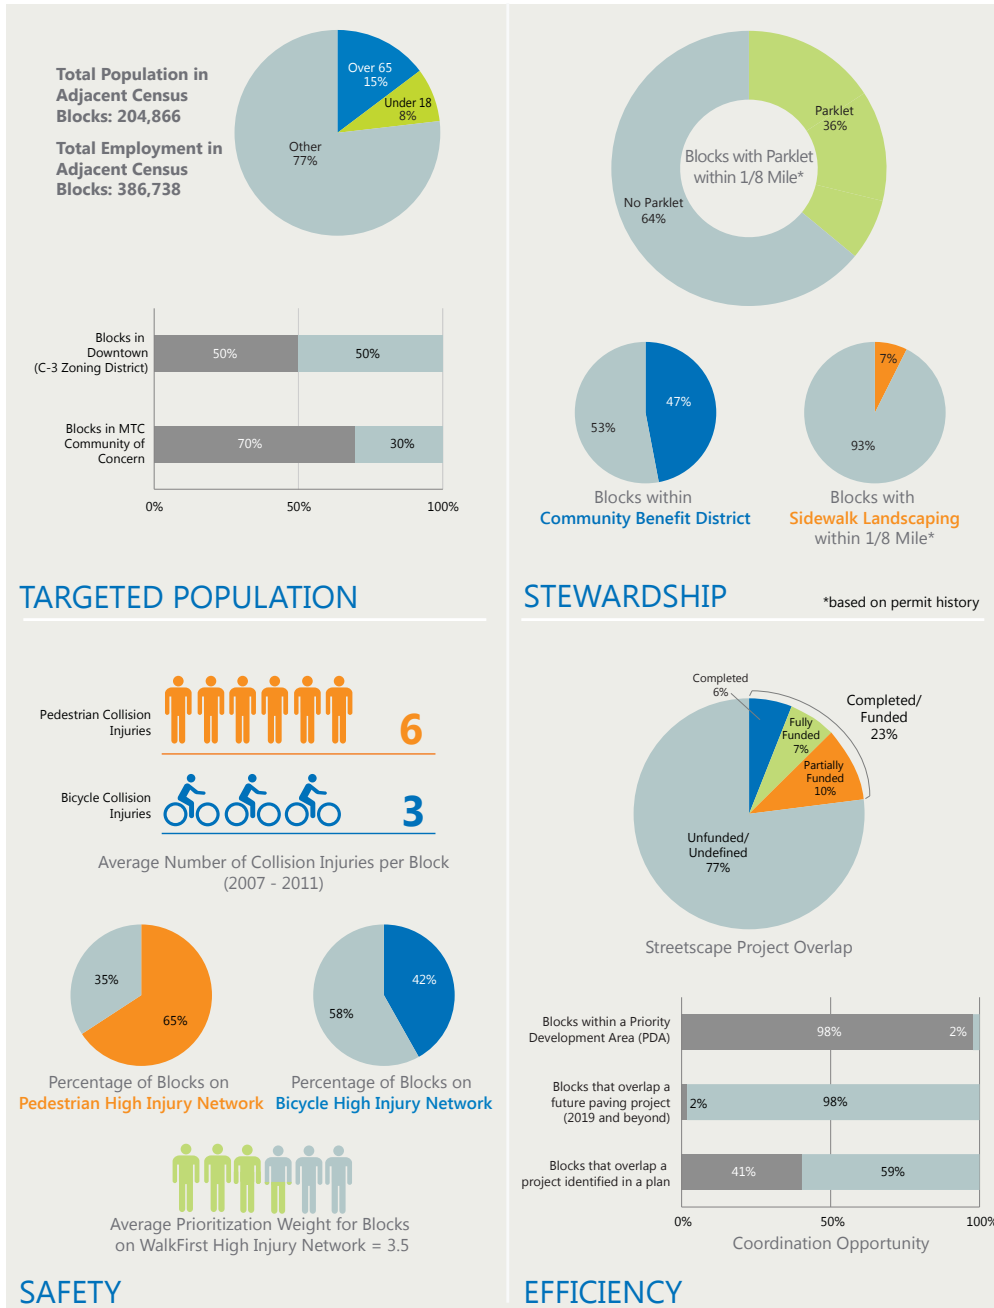 Total Population in
Adjacent Census
Blocks: 204,866
Total Employment in
Adjacent Census
Blocks: 386,738
Over 65
15%
Under 18
8%
Other
77%
Blocks in
Downtown
(C-3 Zoning District)
50%
50%
Blocks in MTC
Community of
Concern
70%
30%
0%
50%
100%
TARGETED POPULATION
Parklet
36%
Blocks with Parklet
within 1/8 Mile*
No Parklet
64%
47%
53%
Blocks within
Community Benefit District
7%
93%
Blocks with
Sidewalk Landscaping
within 1/8 Mile*
STEWARDSHIP
*based on permit history
Pedestrian Collision
Injuries
6
Bicycle Collision
Injuries
3
Average Number of Collision Injuries per Block
(2007 - 2011)
35%
65%
Percentage of Blocks on
Pedestrian High Injury Network
42%
58%
Percentage of Blocks on
Bicycle High Injury Network
Average Prioritization Weight for Blocks
on WalkFirst High Injury Network = 3.5
SAFETY
Completed
6%
Fully
Funded
7%
Partially
Funded
10%
Completed/
Funded
23%
Unfunded/
Undefined
77%
Streetscape Project Overlap
Blocks within a Priority
Development Area (PDA)
98%
2%
Blocks that overlap a
future paving project
(2019 and beyond)
2%
98%
Blocks that overlap a
project identified in a plan
41%
59%
0%
50%
100%
Coordination Opportunity
EFFICIENCY